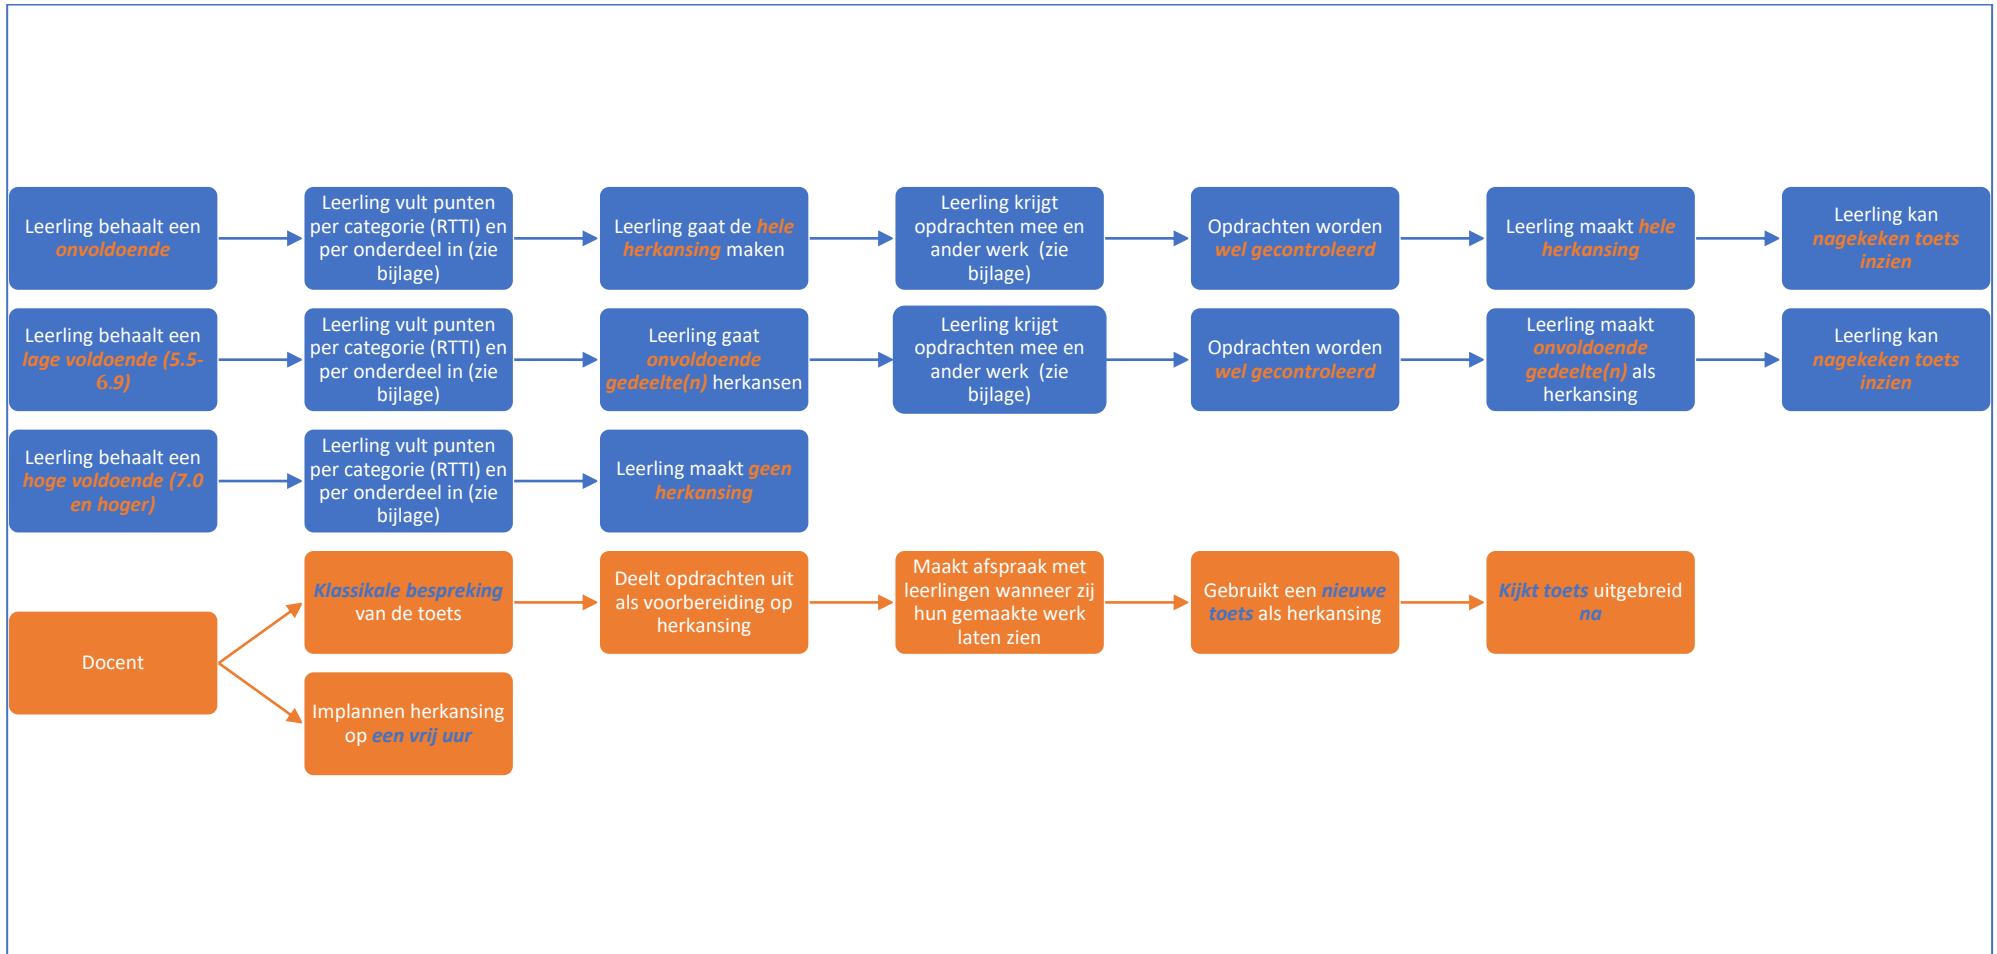 Leerling behaalt een
onvoldoende
Leerling vult punten
per categorie (RTTI) en
per onderdeel in (zie
bijlage)
Leerling gaat de hele
herkansing maken
Leerling krijgt
opdrachten mee en
ander werk  (zie
bijlage)
Opdrachten worden
wel gecontroleerd
Leerling maakt hele
herkansing
Leerling kan
nagekeken toets
inzien
Leerling behaalt een
lage voldoende (5.5-
6.9)
Leerling vult punten
per categorie (RTTI) en
per onderdeel in (zie
bijlage)
Leerling gaat
onvoldoende
gedeelte(n) herkansen
Leerling krijgt
opdrachten mee en
ander werk  (zie
bijlage)
Opdrachten worden
wel gecontroleerd
Leerling maakt
onvoldoende
gedeelte(n) als
herkansing
Leerling kan
nagekeken toets
inzien
Leerling behaalt een
hoge voldoende (7.0
en hoger)
Leerling vult punten
per categorie (RTTI) en
per onderdeel in (zie
bijlage)
Leerling maakt geen
herkansing
Docent
Klassikale bespreking
van de toets
Deelt opdrachten uit
als voorbereiding op
herkansing
Maakt afspraak met
leerlingen wanneer zij
hun gemaakte werk
laten zien
Gebruikt een nieuwe
toets als herkansing
Kijkt toets uitgebreid
na
Implannen herkansing
op een vrij uur